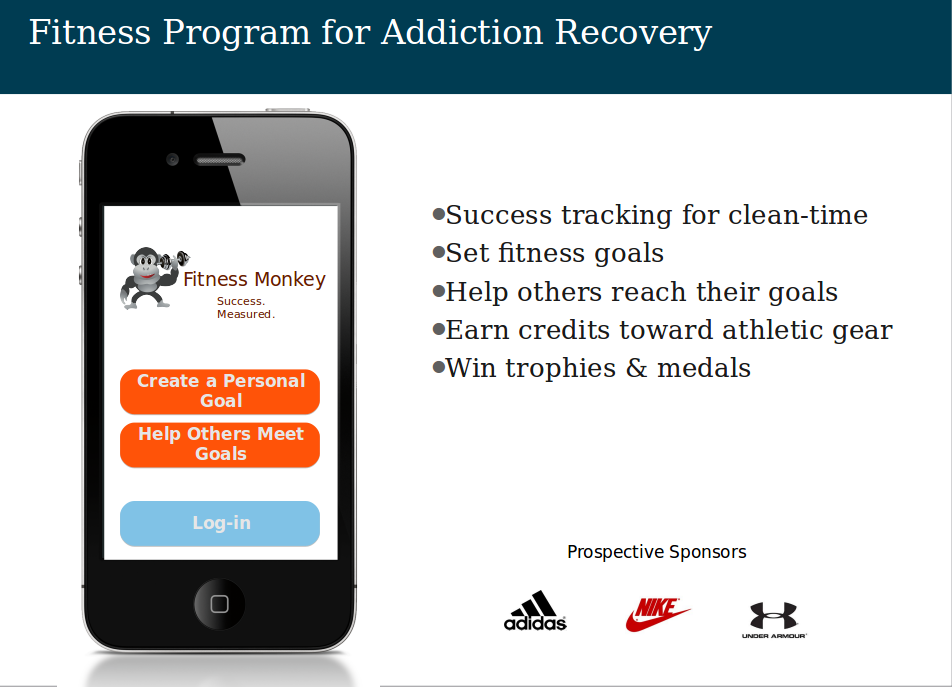 Fitness Program for Addiction Recovery
Fitness Monkey
Success.
Measured.
Create a Personal
Goal
Help Others Meet
Goals
Log-in
●Success tracking for clean-time
●Set fitness goals
●Help others reach their goals
●Earn credits toward athletic gear
●Win trophies & medals
Prospective Sponsors
adidas
NIKE
UNDER ARMOUR